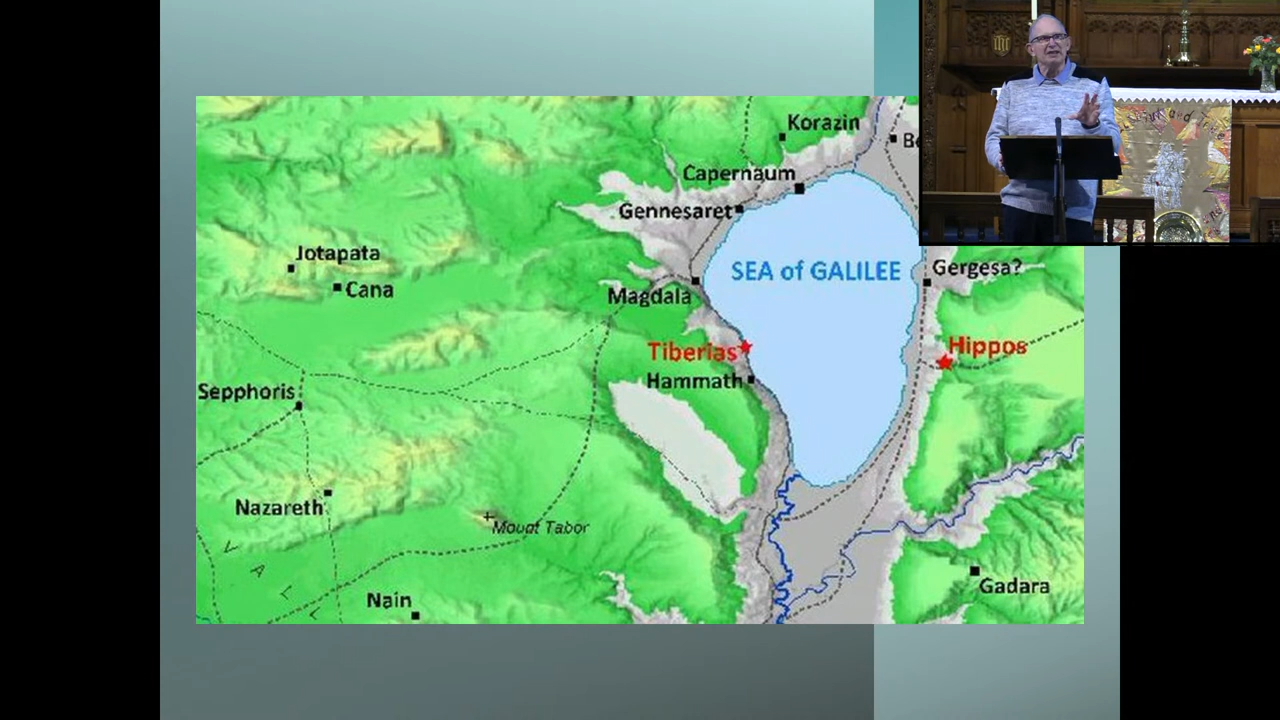 Korazin
Capernaum
Gennesaret
SEA of GALILEE
Jotapata
Cana
Magdala
Gergesa?
Tiberias
Hippos
Hammath
Sepphoris
Nazareth
Mount Tabor
Nain
Gadara